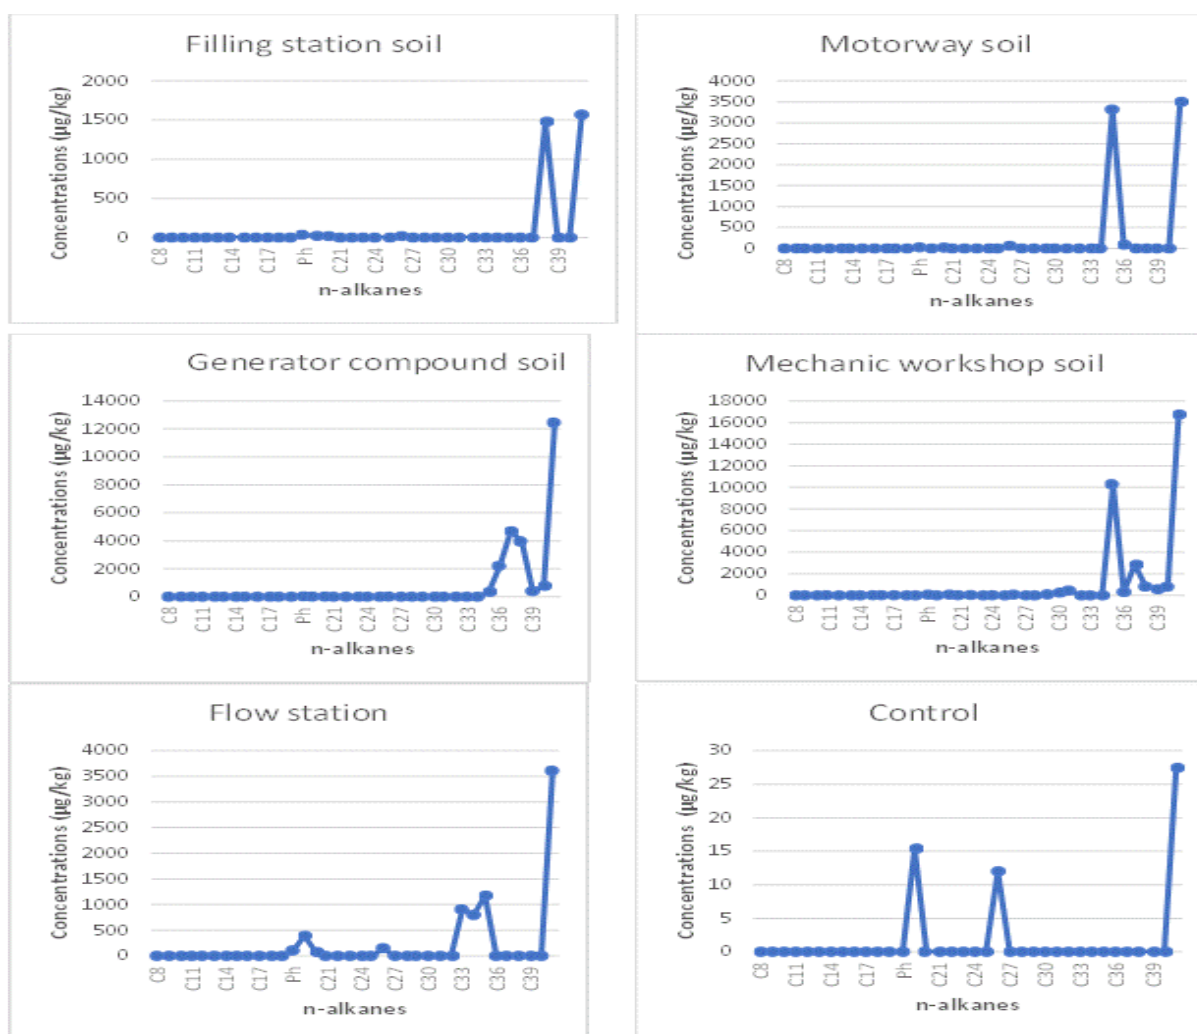 Filling station soil
Concentrations (µg/kg)
2000
1500
1000
500
0
C8
C11
C14
C17
Ph
C21
C24
C27
C30
C33
C36
C39
n-alkanes
Motorway soil
Concentrations (µg/kg)
4000
3500
3000
2500
2000
1500
1000
500
0
C8
C11
C14
C17
Ph
C21
C24
C27
C30
C33
C36
C39
n-alkanes
Generator compound soil
Concentrations (µg/kg)
14000
12000
10000
8000
6000
4000
2000
0
C8
C11
C14
C17
Ph
C21
C24
C27
C30
C33
C36
C39
n-alkanes
Mechanic workshop soil
Concentrations (µg/kg)
18000
16000
14000
12000
10000
8000
6000
4000
2000
0
C8
C11
C14
C17
Ph
C21
C24
C27
C30
C33
C36
C39
n-alkanes
Flow station
Concentrations (µg/kg)
4000
3500
3000
2500
2000
1500
1000
500
0
C8
C11
C14
C17
Ph
C21
C24
C27
C30
C33
C36
C39
n-alkanes
Control
Concentrations (µg/kg)
30
25
20
15
10
5
0
C8
C11
C14
C17
Ph
C21
C24
C27
C30
C33
C36
C39
n-alkanes